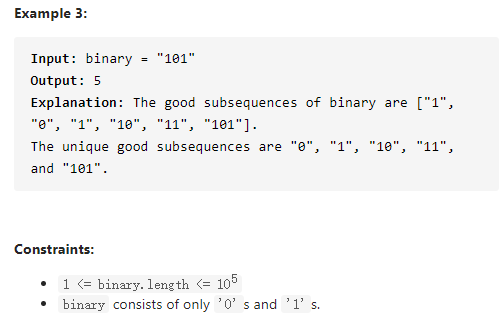 Example 3:
Input: binary = "101"
Output: 5
Explanation: The good subsequences of binary are ["1",
"0", "1", "10", "11", "101"].
The unique good subsequences are "0", "1", "10", "11",
and "101".
Constraints:
• 1 <= binary.length <= 10⁵
• binary consists of only '0' s and '1' s.